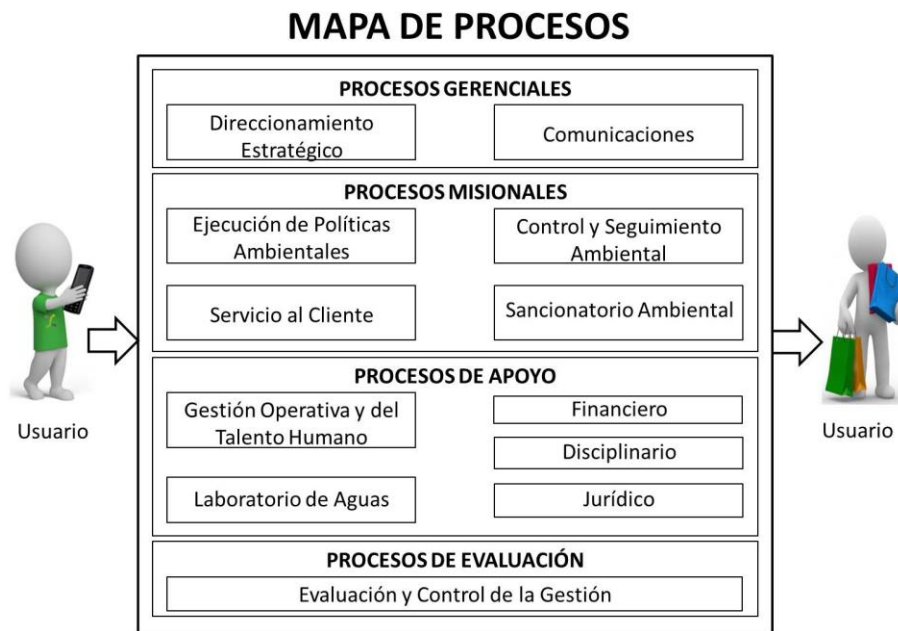 MAPA DE PROCESOS
PROCESOS GERENCIALES
Direccionamiento
Estratégico
Comunicaciones
PROCESOS MISIONALES
Ejecución de Políticas
Ambientales
Control y Seguimiento
Ambiental
Servicio al Cliente
Sancionatorio Ambiental
PROCESOS DE APOYO
Gestión Operativa y del
Talento Humano
Financiero
Disciplinario
Laboratorio de Aguas
Jurídico
PROCESOS DE EVALUACIÓN
Evaluación y Control de la Gestión
Usuario
Usuario